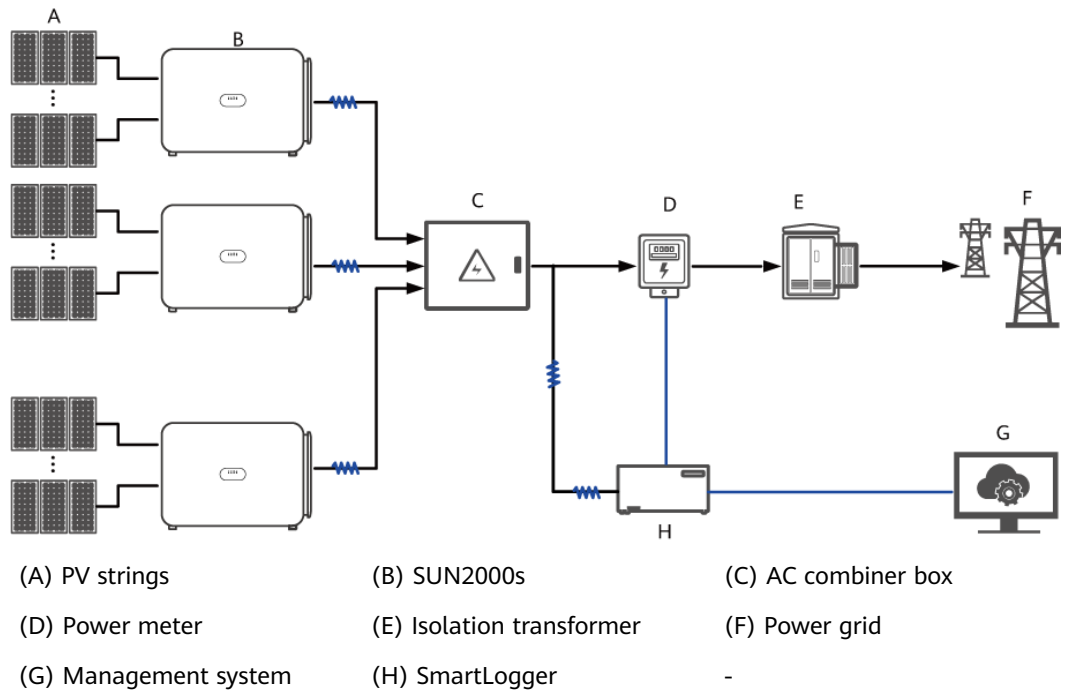 A
B
C
D
E
F
G
H
(A) PV strings (B) SUN2000s (C) AC combiner box
(D) Power meter (E) Isolation transformer (F) Power grid
(G) Management system (H) SmartLogger -